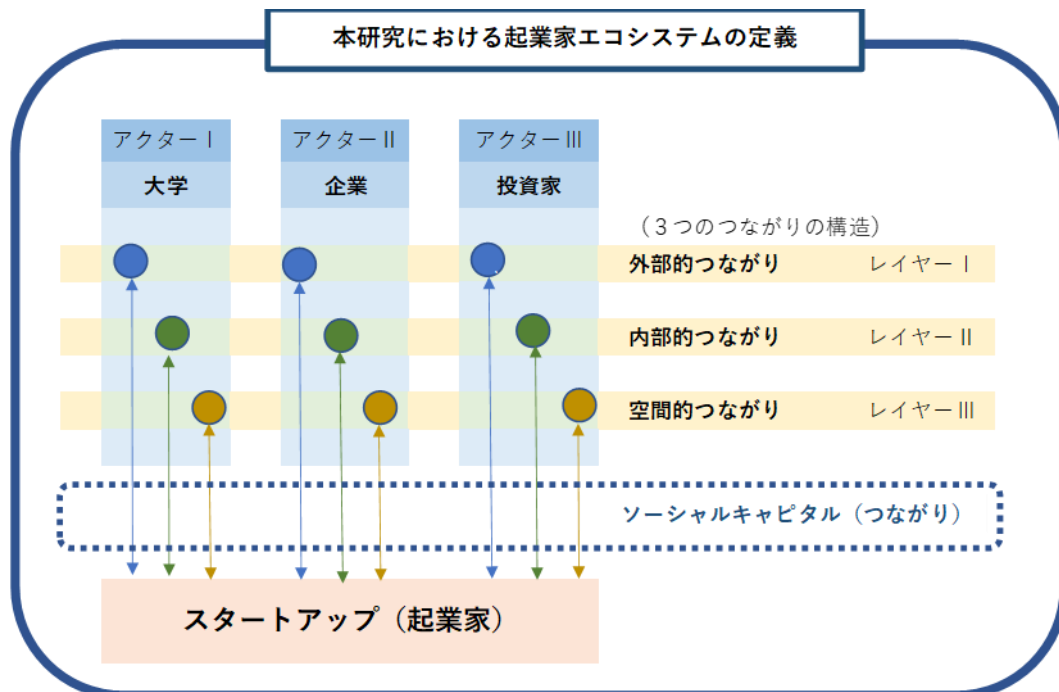 本研究における起業家エコシステムの定義
アクターⅠ アクターⅡ アクターⅢ
大学 企業 投資家
（３つのつながりの構造）
外部的つながり レイヤーⅠ
内部的つながり レイヤーⅡ
空間的つながり レイヤーⅢ
ソーシャルキャピタル（つながり）
スタートアップ（起業家）